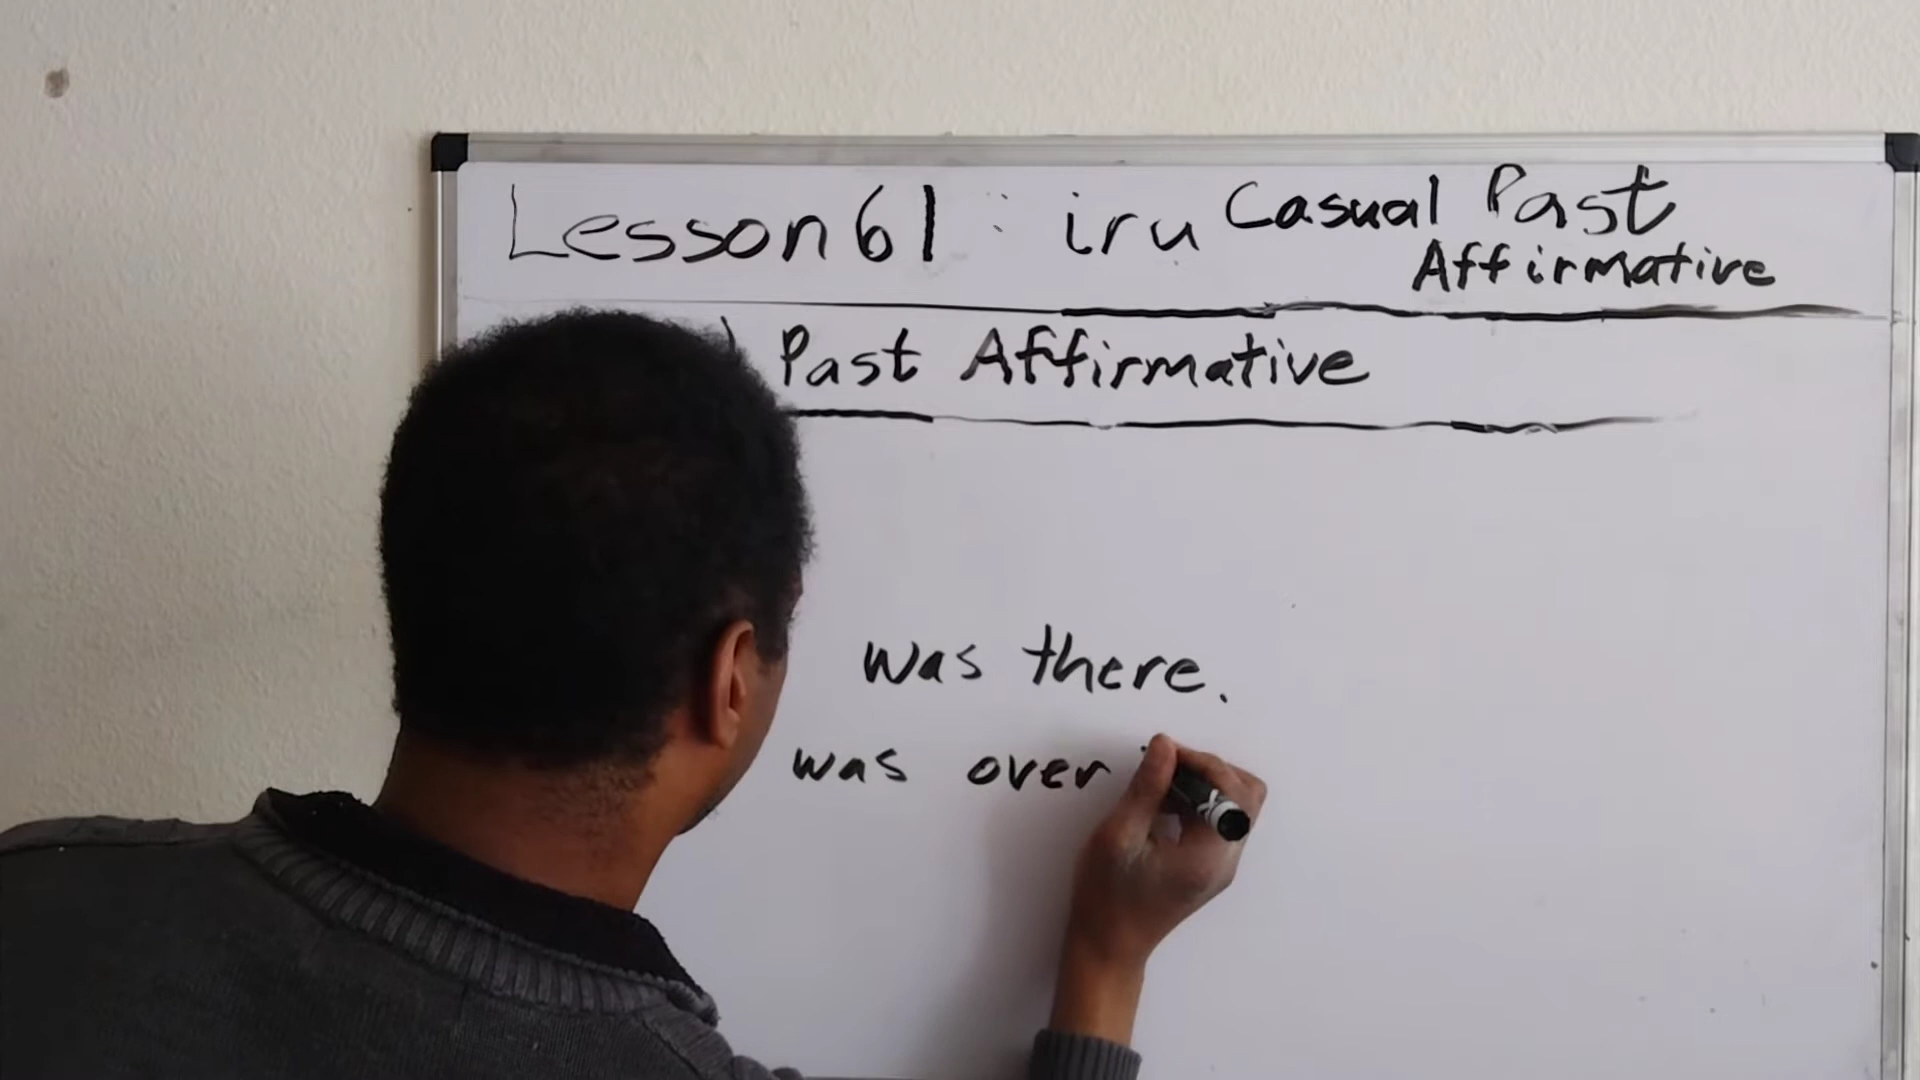 Lesson 61 : iru Casual Past
Affirmative
Past Affirmative
was there.
was over